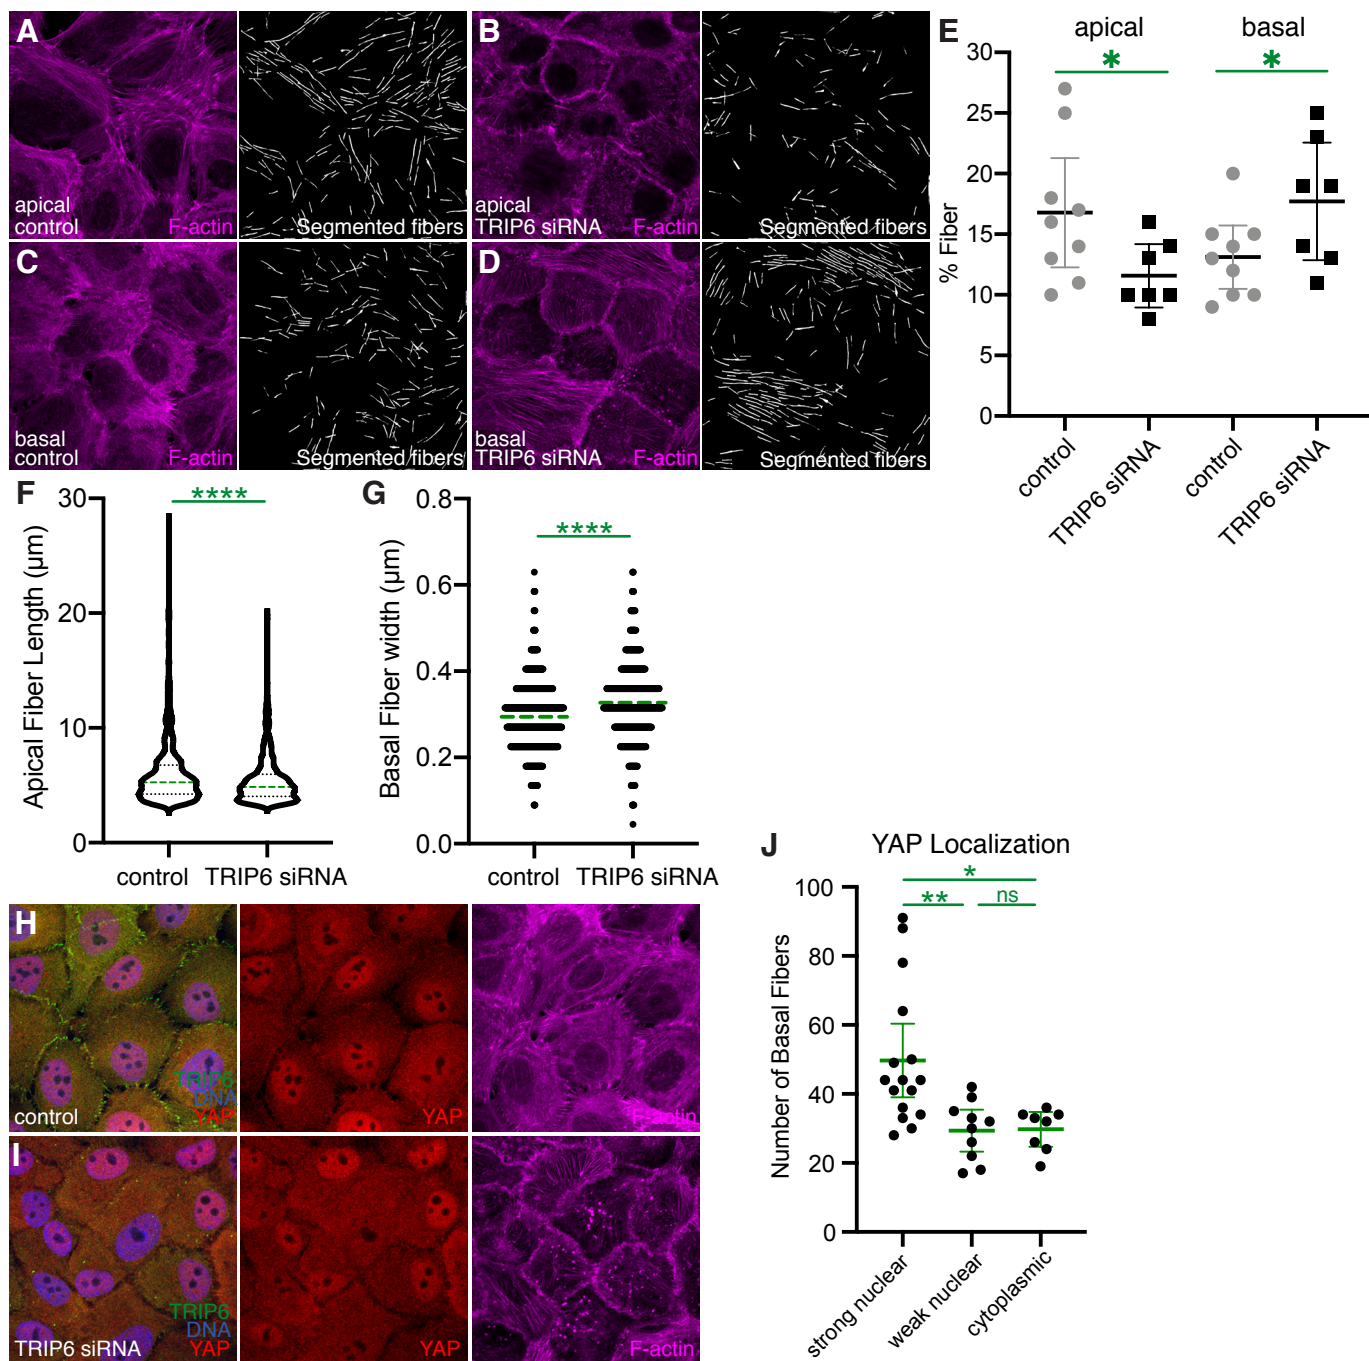 A
apical
control
F-actin
Segmented fibers
B
apical
TRIP6 siRNA
F-actin
Segmented fibers
C
basal
control
F-actin
Segmented fibers
D
basal
TRIP6 siRNA
F-actin
Segmented fibers
E
apical
basal
*
*
% Fiber
30
25
20
15
10
5
0
control
TRIP6 siRNA
control
TRIP6 siRNA
F
****
Apical Fiber Length (µm)
30
20
10
0
control
TRIP6 siRNA
G
****
Basal Fiber width (µm)
0.8
0.6
0.4
0.2
0.0
control
TRIP6 siRNA
H
control
TRIP6
DNA
YAP
YAP
F-actin
I
TRIP6 siRNA
TRIP6
DNA
YAP
YAP
F-actin
J
YAP Localization
*
**
ns
Number of Basal Fibers
100
80
60
40
20
0
strong nuclear
weak nuclear
cytoplasmic